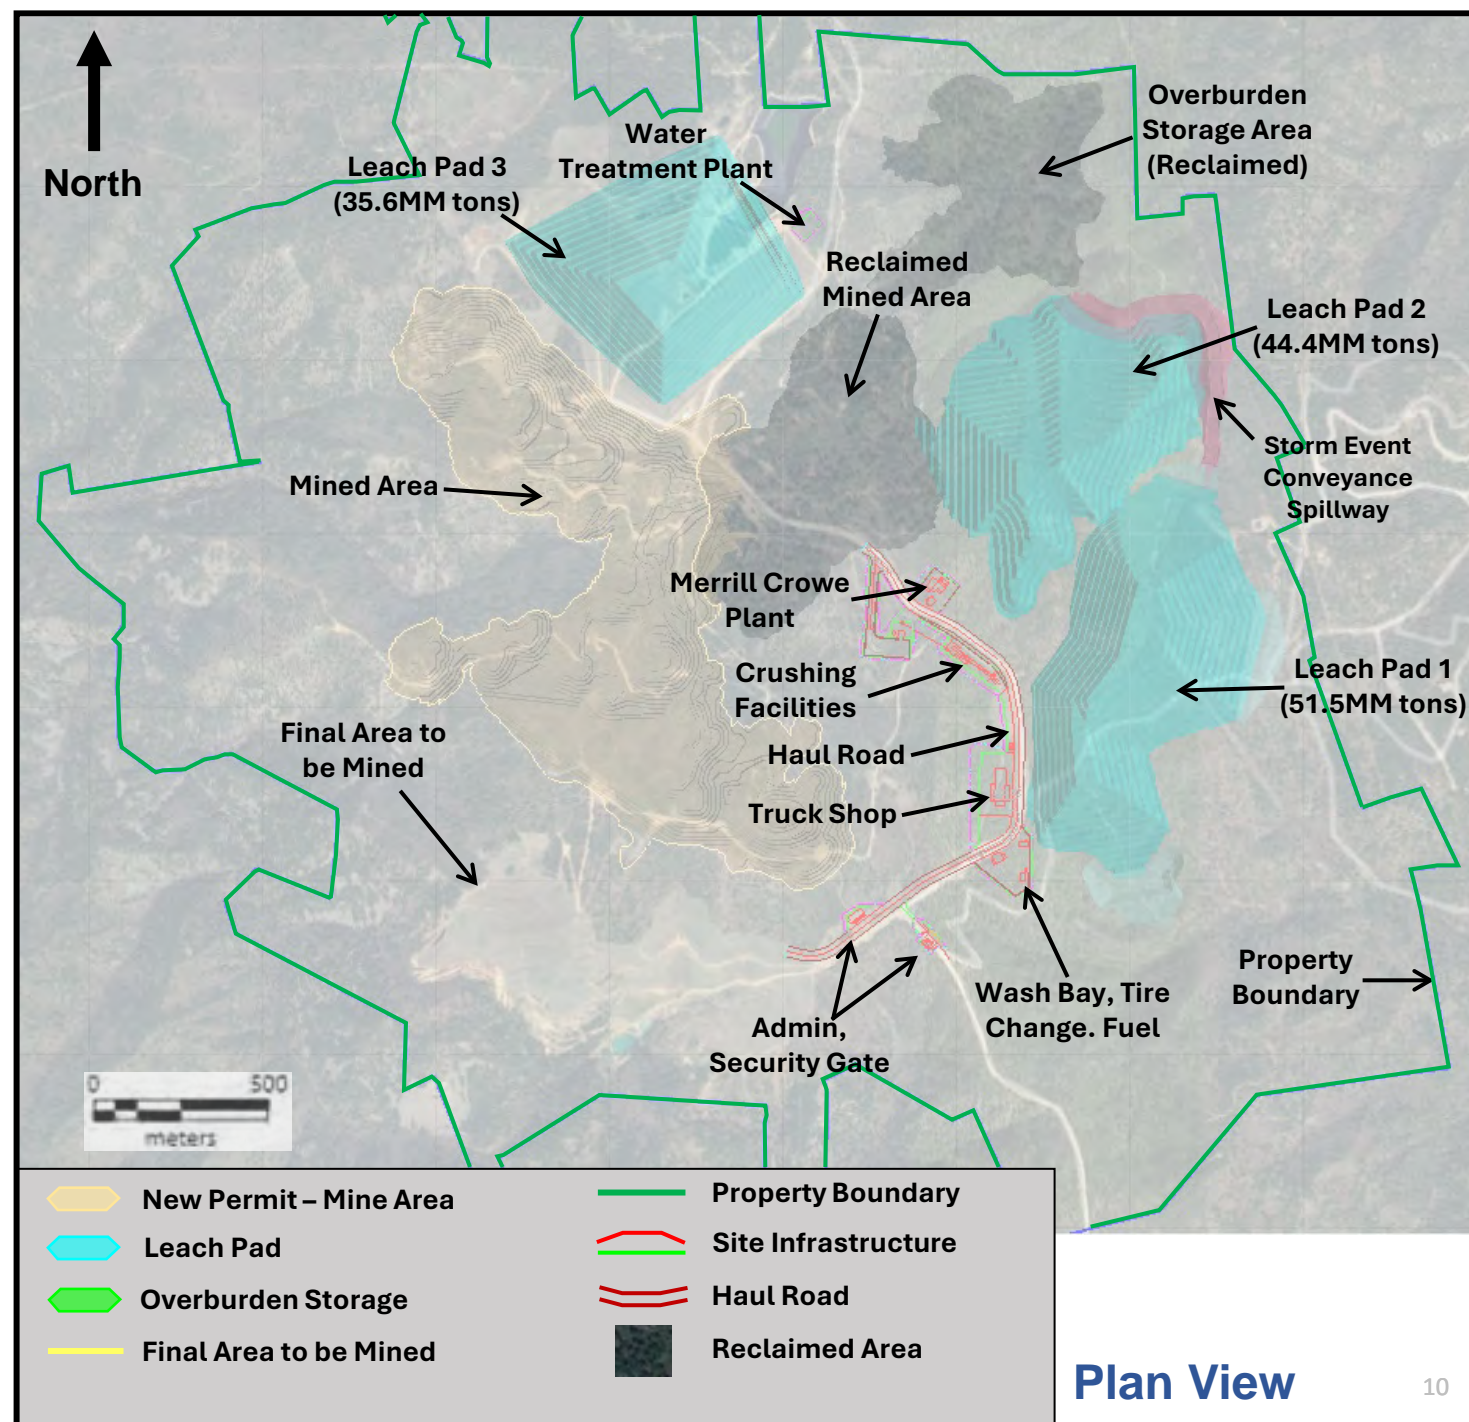 North
Overburden
Storage Area
(Reclaimed)
Water
Treatment Plant
Leach Pad 3
(35.6MM tons)
Reclaimed
Mined Area
Leach Pad 2
(44.4MM tons)
Storm Event
Conveyance
Spillway
Mined Area
Merrill Crowe
Plant
Crushing
Facilities
Leach Pad 1
(51.5MM tons)
Haul Road
Final Area to
be Mined
Truck Shop
Property
Boundary
Wash Bay, Tire
Change. Fuel
Admin,
Security Gate
0 500
meters
New Permit – Mine Area
Leach Pad
Overburden Storage
Final Area to be Mined
Property Boundary
Site Infrastructure
Haul Road
Reclaimed Area
Plan View
10